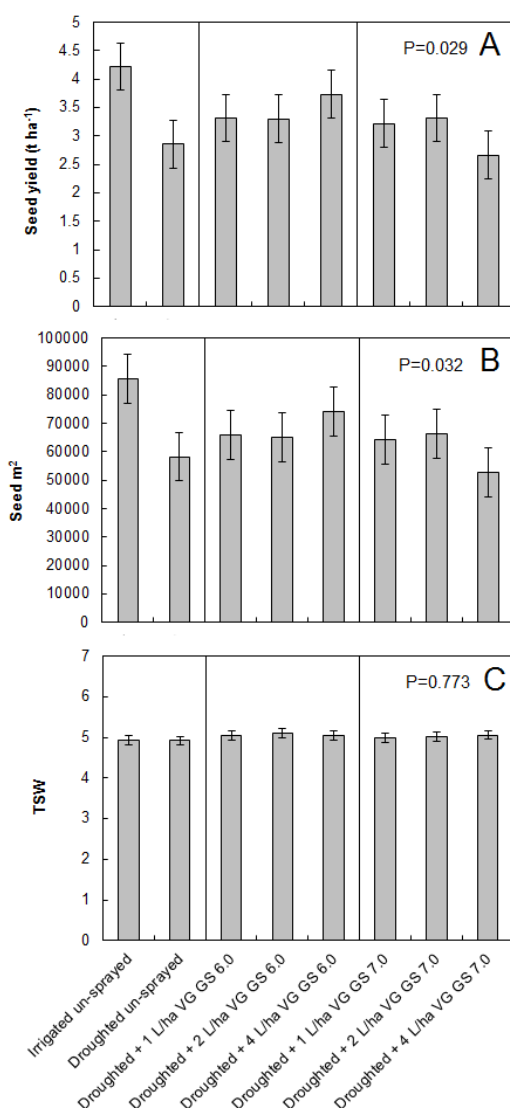 5
4.5
4
3.5
3
2.5
2
1.5
1
0.5
0
Seed yield (t ha⁻¹)
P=0.029 A
100000
90000
80000
70000
60000
50000
40000
30000
20000
10000
0
Seed m²
P=0.032 B
7
6
5
4
3
2
1
0
TSW
P=0.773 C
Irrigated un-sprayed
Droughted un-sprayed
Droughted + 1 L/ha VG GS 6.0
Droughted + 2 L/ha VG GS 6.0
Droughted + 4 L/ha VG GS 6.0
Droughted + 1 L/ha VG GS 7.0
Droughted + 2 L/ha VG GS 7.0
Droughted + 4 L/ha VG GS 7.0